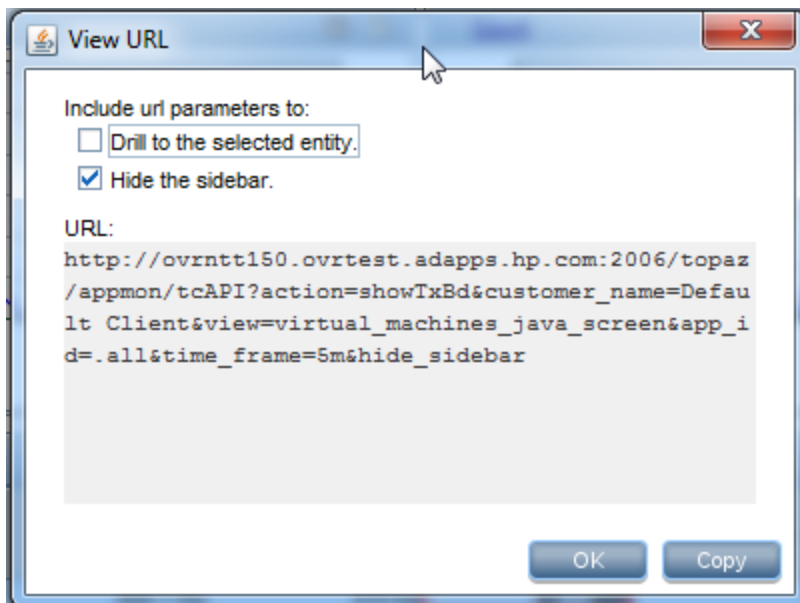 View URL
Include url parameters to:
Drill to the selected entity.
Hide the sidebar.
URL:
http://ovrntt150.ovrtest.adapps.hp.com:2006/topaz
/appmon/tcAPI?action=showTxBd&customer_name=Defau
lt Client&view=virtual_machines_java_screen&app_i
d=.all&time_frame=5m&hide_sidebar
OK
Copy